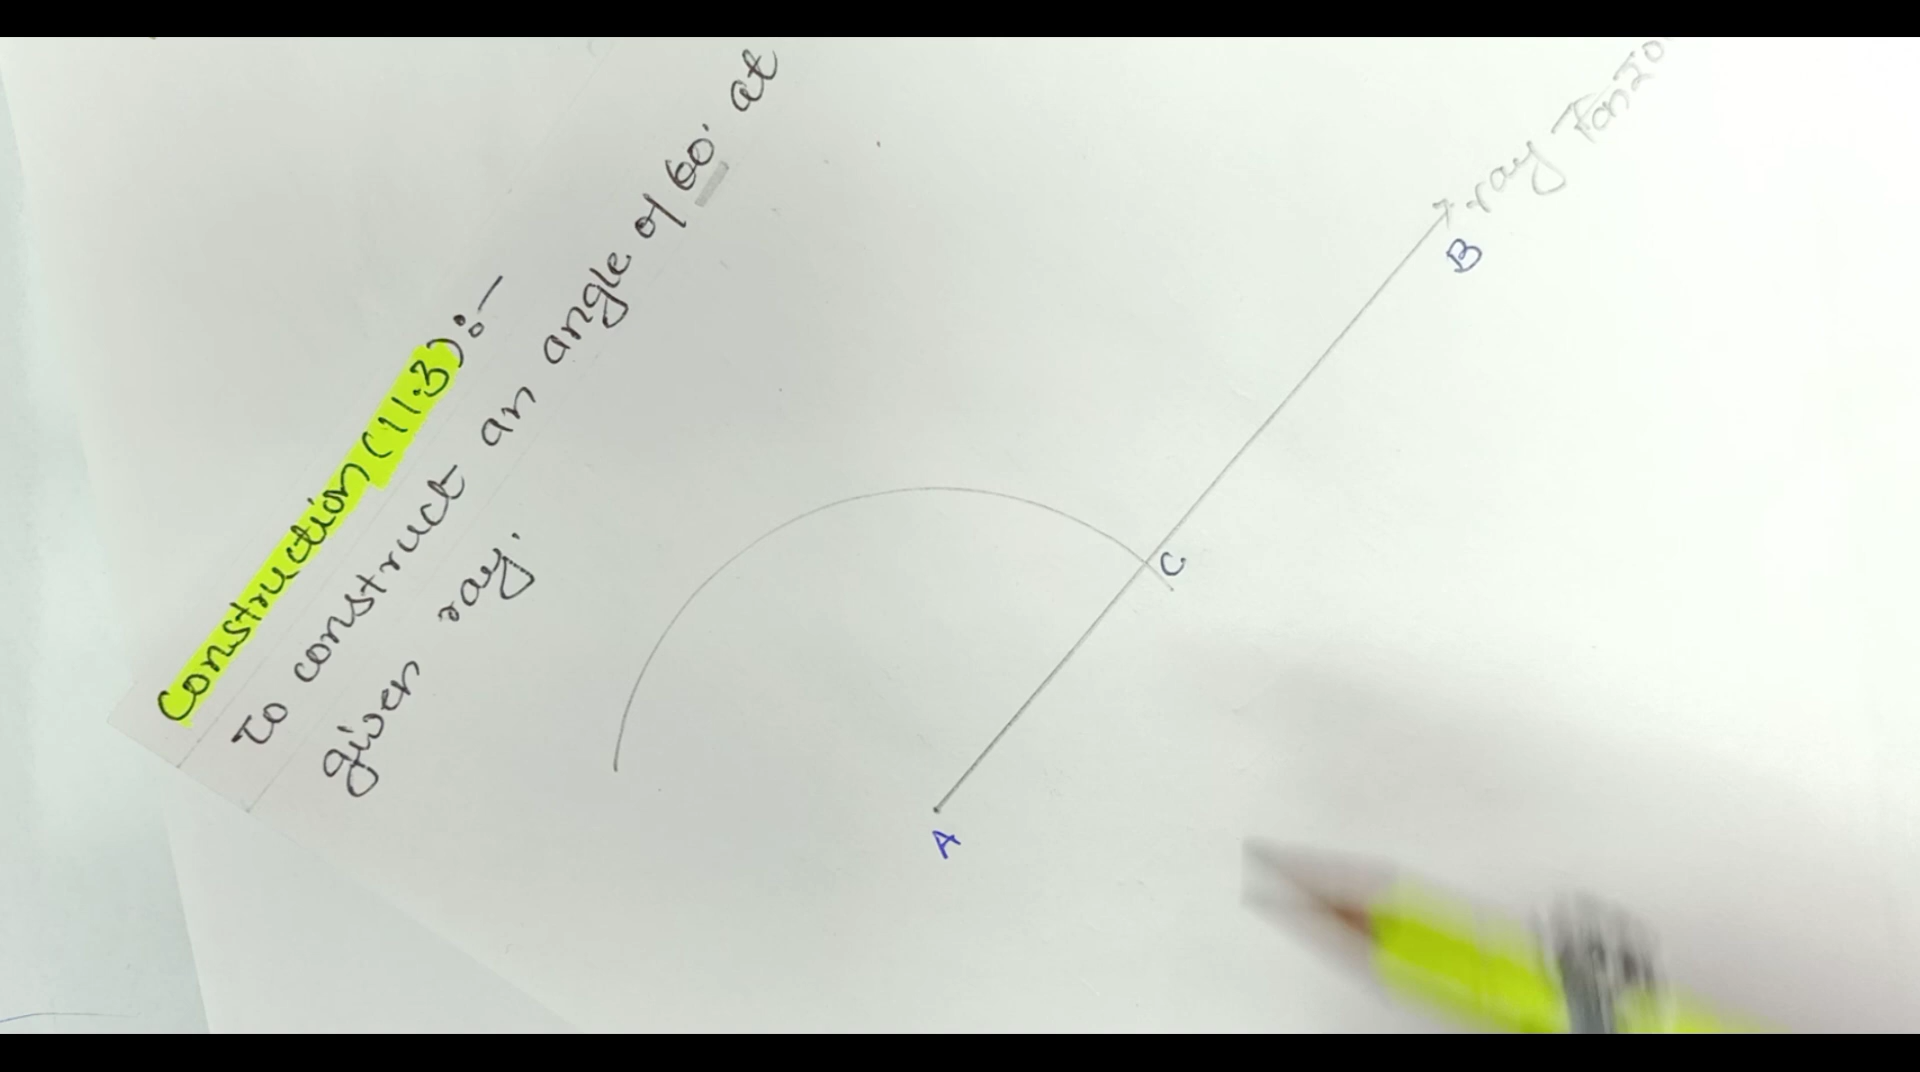 Construction (11.3):-
To construct an angle of 60° at
given ray.
ray
B
C
A